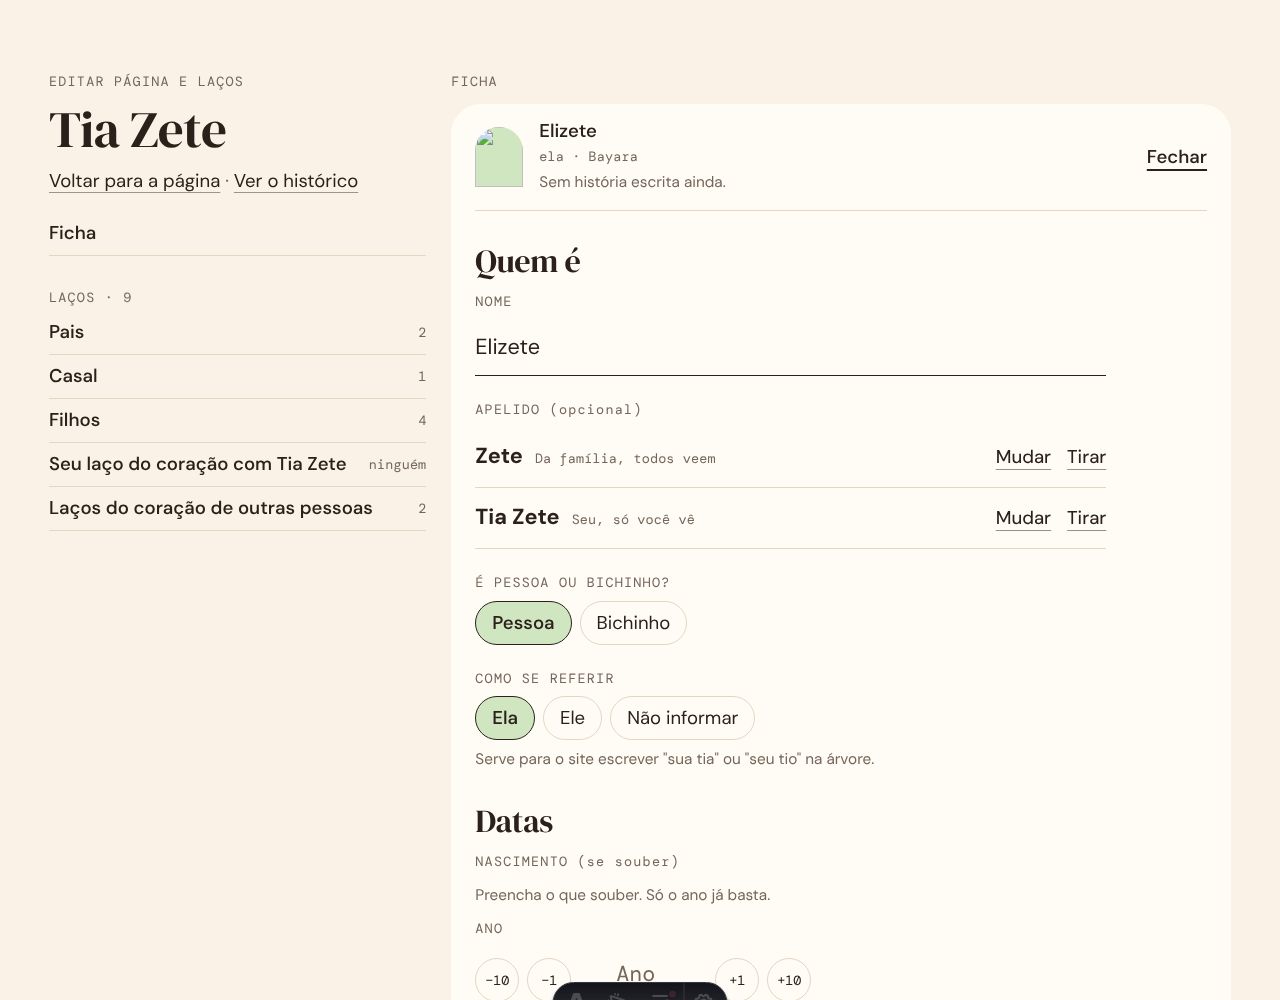 EDITAR PÁGINA E LAÇOS
Tia Zete
Voltar para a página · Ver o histórico
Ficha
LAÇOS · 9
Pais 2
Casal 1
Filhos 4
Seu laço do coração com Tia Zete ninguém
Laços do coração de outras pessoas 2
FICHA
Elizete
ela · Bayara
Sem história escrita ainda.
Fechar
Quem é
NOME
Elizete
APELIDO (opcional)
Zete Da família, todos veem Mudar Tirar
Tia Zete Seu, só você vê Mudar Tirar
É PESSOA OU BICHINHO?
Pessoa Bichinho
COMO SE REFERIR
Ela Ele Não informar
Serve para o site escrever "sua tia" ou "seu tio" na árvore.
Datas
NASCIMENTO (se souber)
Preencha o que souber. Só o ano já basta.
ANO
−10 −1 Ano +1 +10